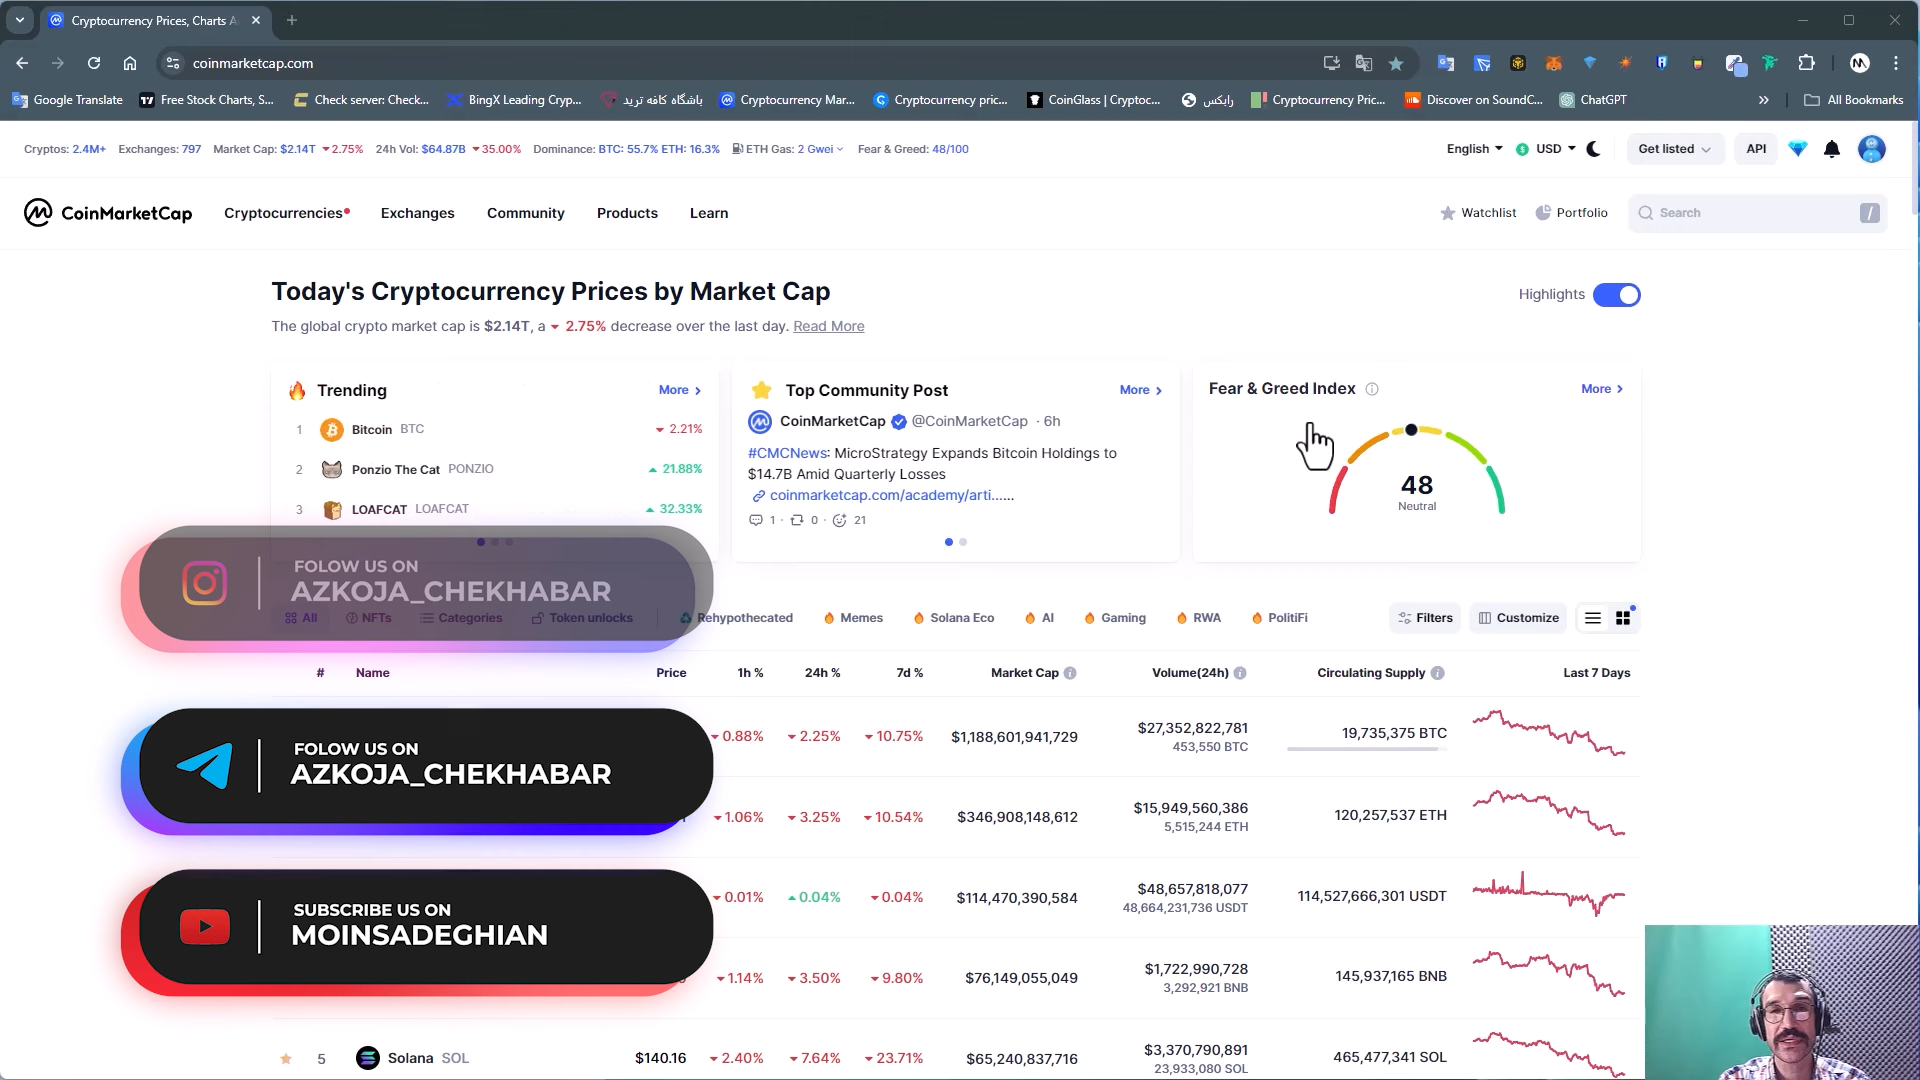 Cryptocurrency Prices, Charts A
coinmarketcap.com
Google Translate
Free Stock Charts, S...
Check server: Check...
BingX Leading Cryp...
باشگاه کافه ترید
Cryptocurrency Mar...
Cryptocurrency pric...
CoinGlass | Cryptoc...
رابکس
Cryptocurrency Pric...
Discover on SoundC...
ChatGPT
All Bookmarks
Cryptos: 2.4M+ Exchanges: 797 Market Cap: $2.14T 2.75% 24h Vol: $64.87B 35.00% Dominance: BTC: 55.7% ETH: 16.3% ETH Gas: 2 Gwei Fear & Greed: 48/100
English USD Get listed API
CoinMarketCap Cryptocurrencies Exchanges Community Products Learn
Watchlist Portfolio Search /
Today's Cryptocurrency Prices by Market Cap
Highlights
The global crypto market cap is $2.14T, a 2.75% decrease over the last day. Read More
Trending More
1 Bitcoin BTC 2.21%
2 Ponzio The Cat PONZIO 21.88%
3 LOAFCAT LOAFCAT 32.33%
Top Community Post More
CoinMarketCap @CoinMarketCap · 6h
#CMCNews: MicroStrategy Expands Bitcoin Holdings to
$14.7B Amid Quarterly Losses
coinmarketcap.com/academy/arti......
1 · 0 · 21
Fear & Greed Index More
48
Neutral
FOLOW US ON
AZKOJA_CHEKHABAR
All NFTs Categories Token unlocks Rehypothecated Memes Solana Eco AI Gaming RWA PolitiFi Filters Customize
# Name Price 1h % 24h % 7d % Market Cap Volume(24h) Circulating Supply Last 7 Days
0.88% 2.25% 10.75% $1,188,601,941,729 $27,352,822,781 19,735,375 BTC
453,550 BTC
FOLOW US ON
AZKOJA_CHEKHABAR
1.06% 3.25% 10.54% $346,908,148,612 $15,949,560,386 120,257,537 ETH
5,515,244 ETH
0.01% 0.04% 0.04% $114,470,390,584 $48,657,818,077 114,527,666,301 USDT
48,664,231,736 USDT
SUBSCRIBE US ON
MOINSADEGHIAN
1.14% 3.50% 9.80% $76,149,055,049 $1,722,990,728 145,937,165 BNB
3,292,921 BNB
5 Solana SOL $140.16 2.40% 7.64% 23.71% $65,240,837,716 $3,370,790,891 465,477,341 SOL
23,933,080 SOL